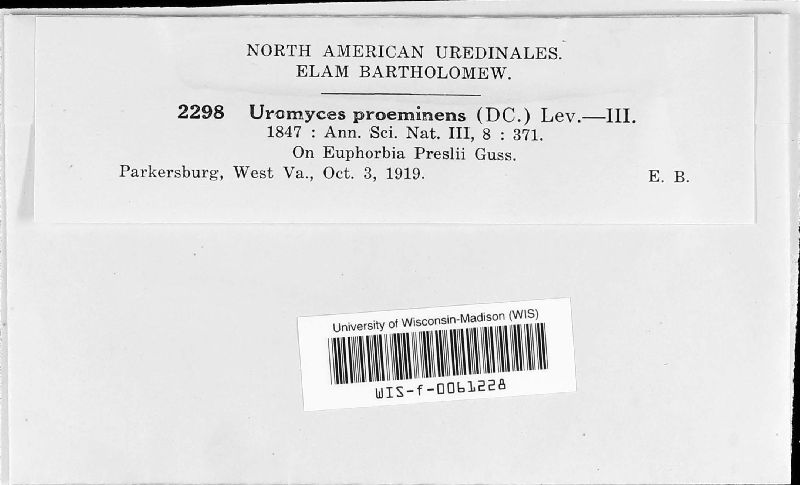 NORTH AMERICAN UREDINALES.
ELAM BARTHOLOMEW.
2298 Uromyces proeminens (DC.) Lev.—III.
1847 : Ann. Sci. Nat. III, 8 : 371.
On Euphorbia Preslii Guss.
Parkersburg, West Va., Oct. 3, 1919. E. B.
University of Wisconsin-Madison (WIS)
WIS-f-0061228